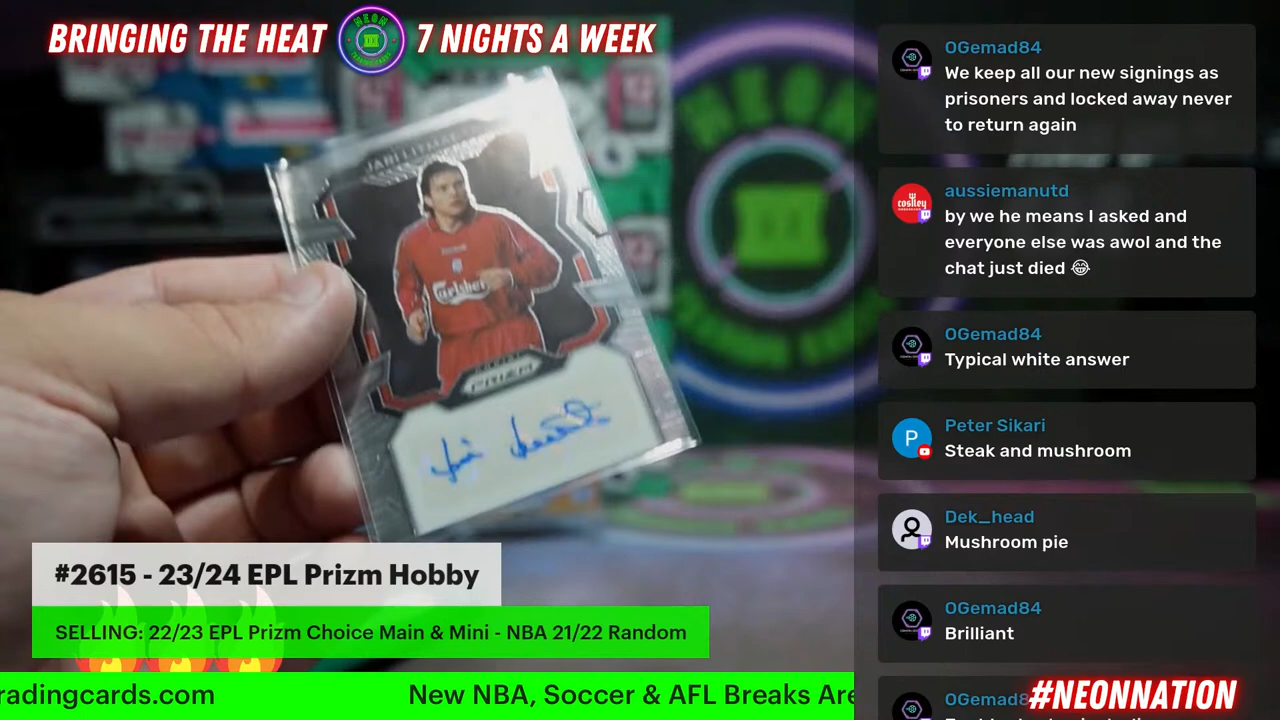 BRINGING THE HEAT
NEON
7 NIGHTS A WEEK
Carlsberg
PRIZM
#2615 - 23/24 EPL Prizm Hobby
SELLING: 22/23 EPL Prizm Choice Main & Mini - NBA 21/22 Random
radingcards.com
New NBA, Soccer & AFL Breaks Are
OGemad84
We keep all our new signings as
prisoners and locked away never
to return again
costley
aussiemanutd
by we he means I asked and
everyone else was awol and the
chat just died 😂
OGemad84
Typical white answer
P
Peter Sikari
Steak and mushroom
Dek_head
Mushroom pie
OGemad84
Brilliant
OGemad8
#NEONNATION